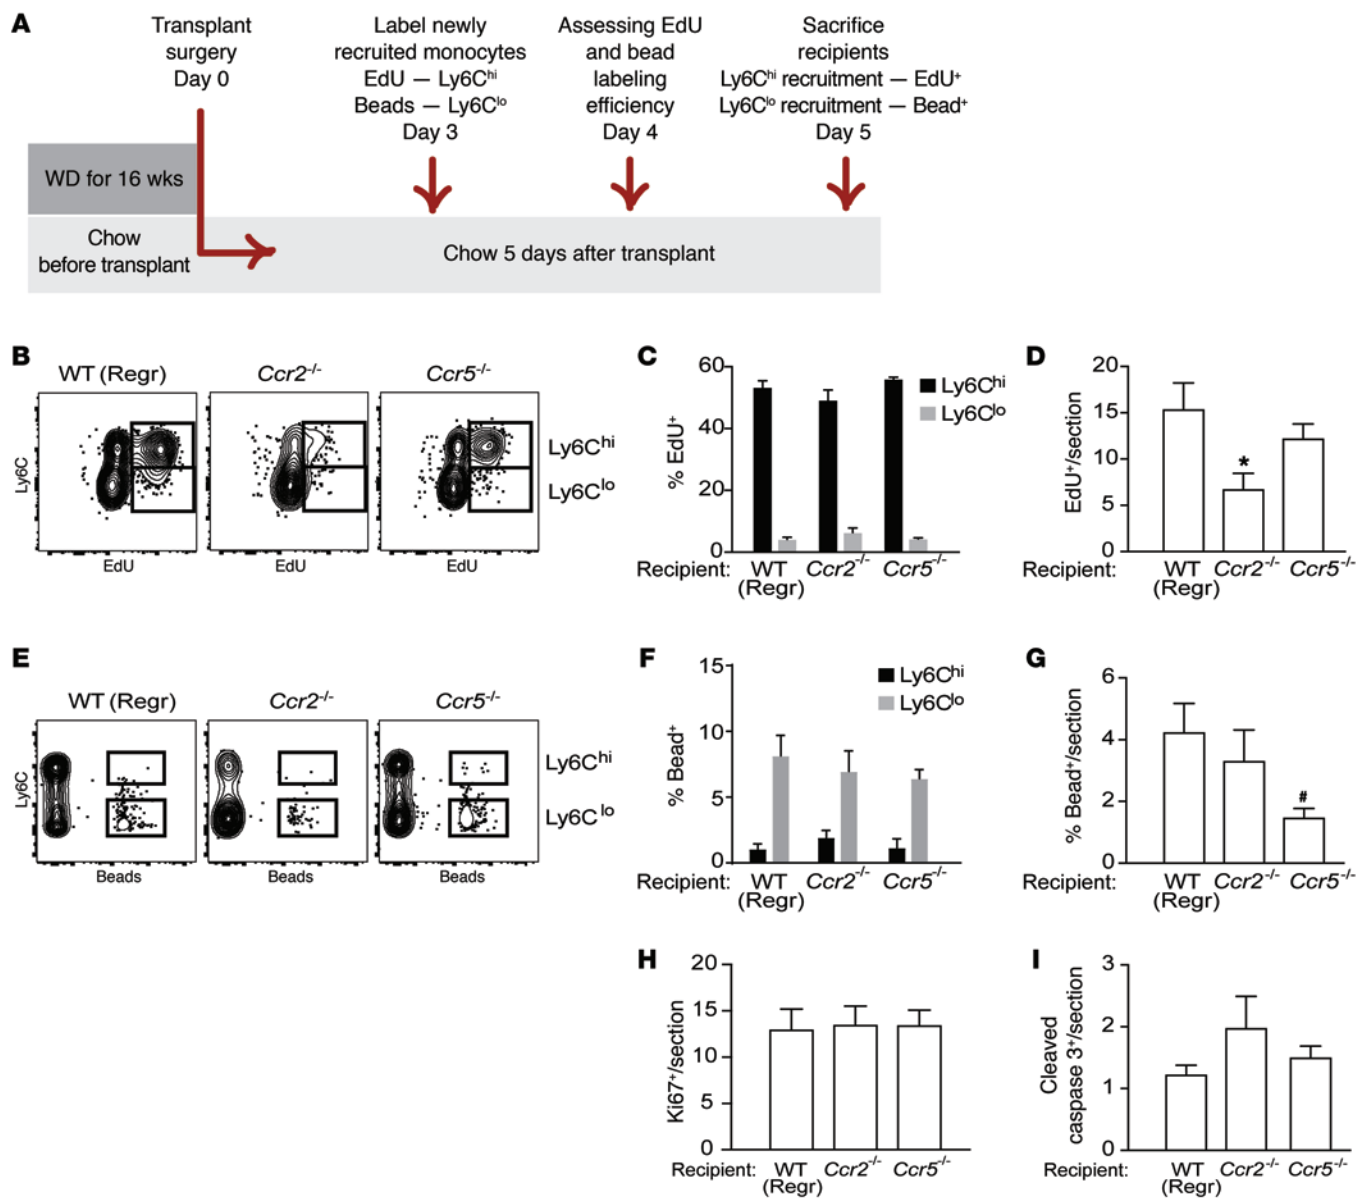 A
Transplant
surgery
Day 0
Label newly
recruited monocytes
EdU — Ly6Chi
Beads — Ly6Clo
Day 3
Assessing EdU
and bead
labeling
efficiency
Day 4
Sacrifice
recipients
Ly6Chi recruitment — EdU+
Ly6Clo recruitment — Bead+
Day 5
WD for 16 wks
Chow
before transplant
Chow 5 days after transplant
B
WT (Regr)
Ccr2-/-
Ccr5-/-
Ly6C
Ly6Chi
Ly6Clo
EdU
EdU
EdU
C
60
40
20
0
% EdU+
Ly6Chi
Ly6Clo
Recipient:
WT
(Regr)
Ccr2-/-
Ccr5-/-
D
20
15
10
5
0
EdU+/section
*
Recipient:
WT
(Regr)
Ccr2-/-
Ccr5-/-
E
WT (Regr)
Ccr2-/-
Ccr5-/-
Ly6C
Ly6Chi
Ly6Clo
Beads
Beads
Beads
F
15
10
5
0
% Bead+
Ly6Chi
Ly6Clo
Recipient:
WT
(Regr)
Ccr2-/-
Ccr5-/-
G
6
4
2
0
% Bead+/section
#
Recipient:
WT
(Regr)
Ccr2-/-
Ccr5-/-
H
20
15
10
5
0
Ki67+/section
Recipient:
WT
(Regr)
Ccr2-/-
Ccr5-/-
I
3
2
1
0
Cleaved
caspase 3+/section
Recipient:
WT
(Regr)
Ccr2-/-
Ccr5-/-